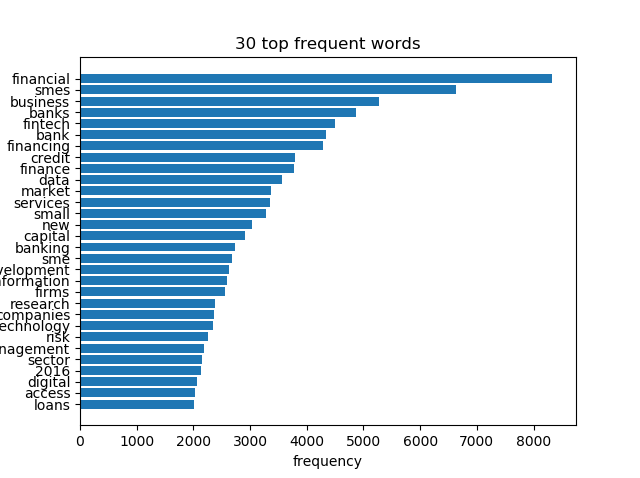 30 top frequent words
financial
smes
business
banks
fintech
bank
financing
credit
finance
data
market
services
small
new
capital
banking
sme
velopment
nformation
firms
research
companies
echnology
risk
nagement
sector
2016
digital
access
loans
0 1000 2000 3000 4000 5000 6000 7000 8000
frequency